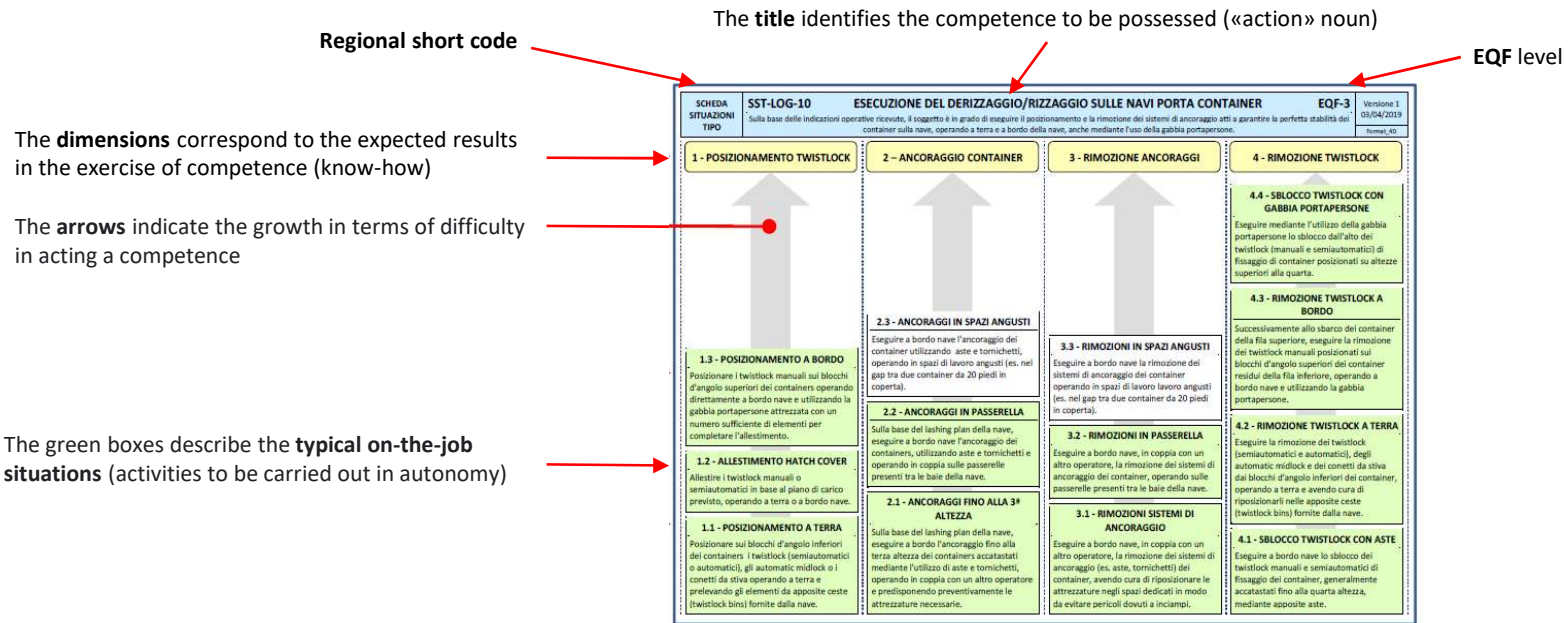 The title identifies the competence to be possessed («action» noun)
Regional short code
EQF level
The dimensions correspond to the expected results
in the exercise of competence (know-how)
The arrows indicate the growth in terms of difficulty
in acting a competence
The green boxes describe the typical on-the-job
situations (activities to be carried out in autonomy)
SCHEDA
SITUAZIONI
TIPO
SST-LOG-10 ESECUZIONE DEL DERIZZAGGIO/RIZZAGGIO SULLE NAVI PORTA CONTAINER EQF-3
Sulla base delle indicazioni operative ricevute, il soggetto è in grado di eseguire il posizionamento e la rimozione dei sistemi di ancoraggio atti a garantire la perfetta stabilità dei
container sulla nave, operando a terra e a bordo della nave, anche mediante l'uso della gabbia portapersone.
Versione 1
03/04/2019
Format_4D
1 - POSIZIONAMENTO TWISTLOCK
1.3 - POSIZIONAMENTO A BORDO
Posizionare i twistlock manuali sui blocchi
d'angolo superiori dei containers operando
direttamente a bordo nave e utilizzando la
gabbia portapersone attrezzata con un
numero sufficiente di elementi per
completare l'allestimento.
1.2 - ALLESTIMENTO HATCH COVER
Allestire i twistlock manuali o
semiautomatici in base al piano di carico
previsto, operando a terra o a bordo nave.
1.1 - POSIZIONAMENTO A TERRA
Posizionare sui blocchi d'angolo inferiori
dei containers i twistlock (semiautomatici
o automatici), gli automatic midlock o i
conetti da stiva operando a terra e
prelevando gli elementi da apposite ceste
(twistlock bins) fornite dalla nave.
2 – ANCORAGGIO CONTAINER
2.3 - ANCORAGGI IN SPAZI ANGUSTI
Eseguire a bordo nave l'ancoraggio dei
container utilizzando aste e tornichetti,
operando in spazi di lavoro angusti (es. nel
gap tra due container da 20 piedi in
coperta).
2.2 - ANCORAGGI IN PASSERELLA
Sulla base del lashing plan della nave,
eseguire a bordo nave l'ancoraggio dei
containers, utilizzando aste e tornichetti e
operando in coppia sulle passerelle
presenti tra le baie della nave.
2.1 - ANCORAGGI FINO ALLA 3ª
ALTEZZA
Sulla base del lashing plan della nave,
eseguire a bordo l'ancoraggio fino alla
terza altezza dei containers accatastati
mediante l'utilizzo di aste e tornichetti,
operando in coppia con un altro operatore
e predisponendo preventivamente le
attrezzature necessarie.
3 - RIMOZIONE ANCORAGGI
3.3 - RIMOZIONI IN SPAZI ANGUSTI
Eseguire a bordo nave la rimozione dei
sistemi di ancoraggio dei container
operando in spazi di lavoro lavoro angusti
(es. nel gap tra due container da 20 piedi
in coperta).
3.2 - RIMOZIONI IN PASSERELLA
Eseguire a bordo nave, in coppia con un
altro operatore, la rimozione dei sistemi di
ancoraggio dei container, operando sulle
passerelle presenti tra le baie della nave.
3.1 - RIMOZIONI SISTEMI DI
ANCORAGGIO
Eseguire a bordo nave, in coppia con un
altro operatore, la rimozione dei sistemi di
ancoraggio (es. aste, tornichetti) dei
container, avendo cura di riposizionare le
attrezzature negli spazi dedicati in modo
da evitare pericoli dovuti a inciampi.
4 - RIMOZIONE TWISTLOCK
4.4 - SBLOCCO TWISTLOCK CON
GABBIA PORTAPERSONE
Eseguire mediante l'utilizzo della gabbia
portapersone lo sblocco dall'alto dei
twistlock (manuali e semiautomatici) di
fissaggio di container posizionati su altezze
superiori alla quarta.
4.3 - RIMOZIONE TWISTLOCK A
BORDO
Successivamente allo sbarco dei container
della fila superiore, eseguire la rimozione
dei twistlock manuali posizionati sui
blocchi d'angolo superiori dei container
residui della fila inferiore, operando a
bordo nave e utilizzando la gabbia
portapersone.
4.2 - RIMOZIONE TWISTLOCK A TERRA
Eseguire la rimozione dei twistlock
(semiautomatici e automatici), degli
automatic midlock e dei conetti da stiva
dai blocchi d'angolo inferiori dei container,
operando a terra e avendo cura di
riposizionarli nelle apposite ceste
(twistlock bins) fornite dalla nave.
4.1 - SBLOCCO TWISTLOCK CON ASTE
Eseguire a bordo nave lo sblocco dei
twistlock manuali e semiautomatici di
fissaggio dei container, generalmente
accatastati fino alla quarta altezza,
mediante apposite aste.